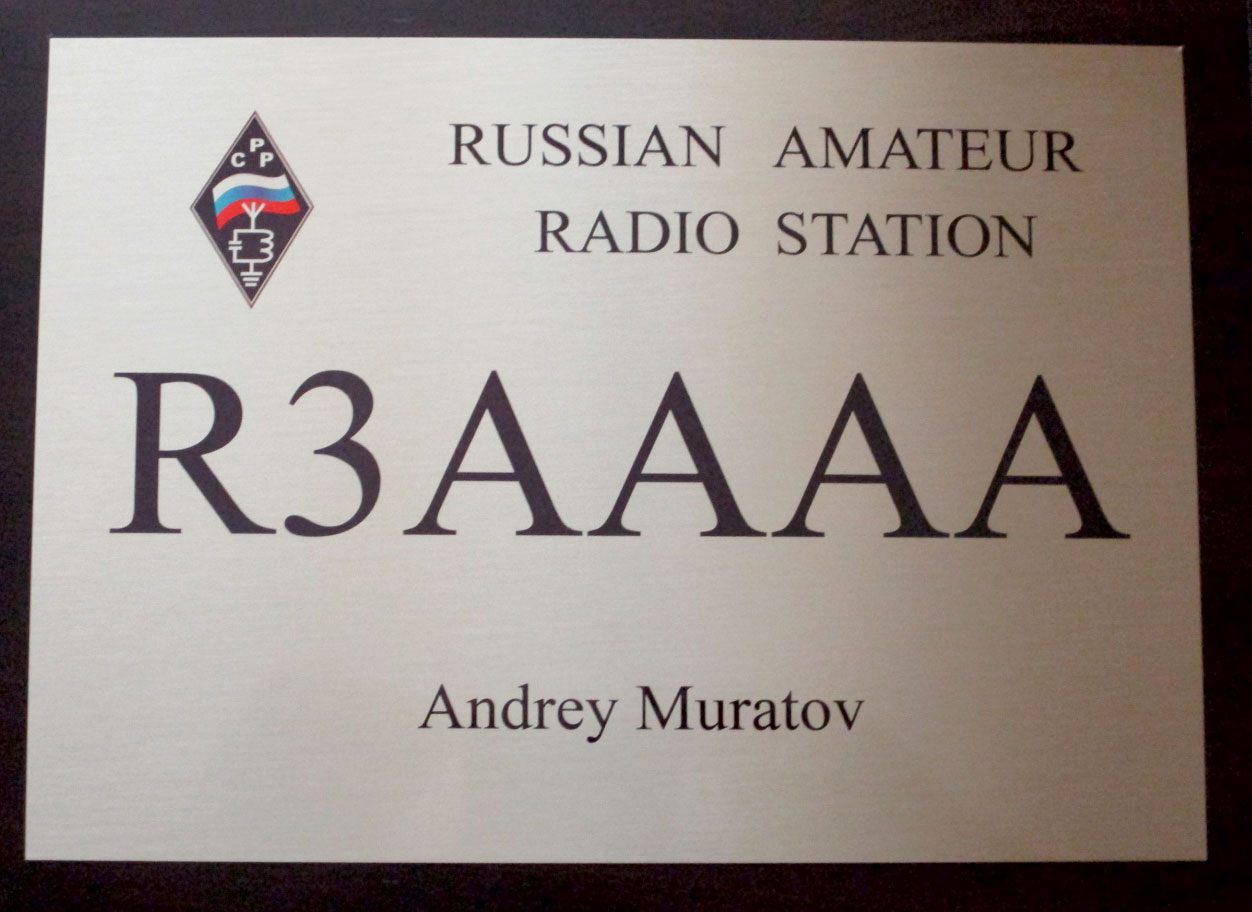 СРР
RUSSIAN AMATEUR
RADIO STATION
R3AAAA
Andrey Muratov